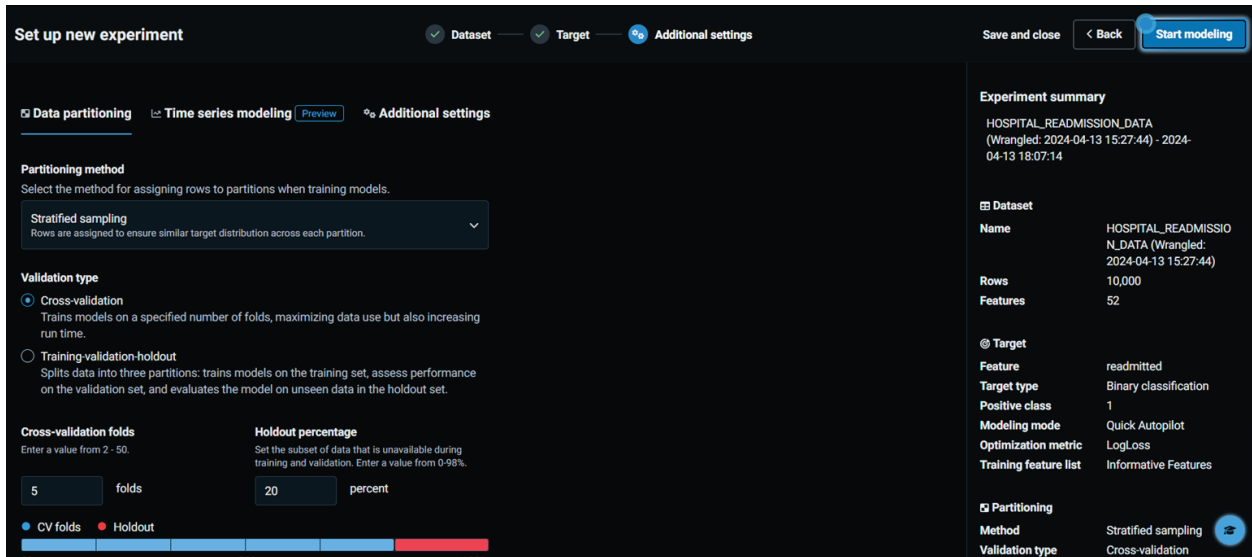 Set up new experiment
Dataset
Target
Additional settings
Save and close
< Back
Start modeling
Data partitioning
Time series modeling Preview
Additional settings
Partitioning method
Select the method for assigning rows to partitions when training models.
Stratified sampling
Rows are assigned to ensure similar target distribution across each partition.
Validation type
Cross-validation
Trains models on a specified number of folds, maximizing data use but also increasing
run time.
Training-validation-holdout
Splits data into three partitions: trains models on the training set, assess performance
on the validation set, and evaluates the model on unseen data in the holdout set.
Cross-validation folds
Enter a value from 2 - 50.
5 folds
Holdout percentage
Set the subset of data that is unavailable during
training and validation. Enter a value from 0-98%.
20 percent
CV folds Holdout
Experiment summary
HOSPITAL_READMISSION_DATA
(Wrangled: 2024-04-13 15:27:44) - 2024-
04-13 18:07:14
Dataset
Name HOSPITAL_READMISSIO
N_DATA (Wrangled:
2024-04-13 15:27:44)
Rows 10,000
Features 52
Target
Feature readmitted
Target type Binary classification
Positive class 1
Modeling mode Quick Autopilot
Optimization metric LogLoss
Training feature list Informative Features
Partitioning
Method Stratified sampling
Validation type Cross-validation